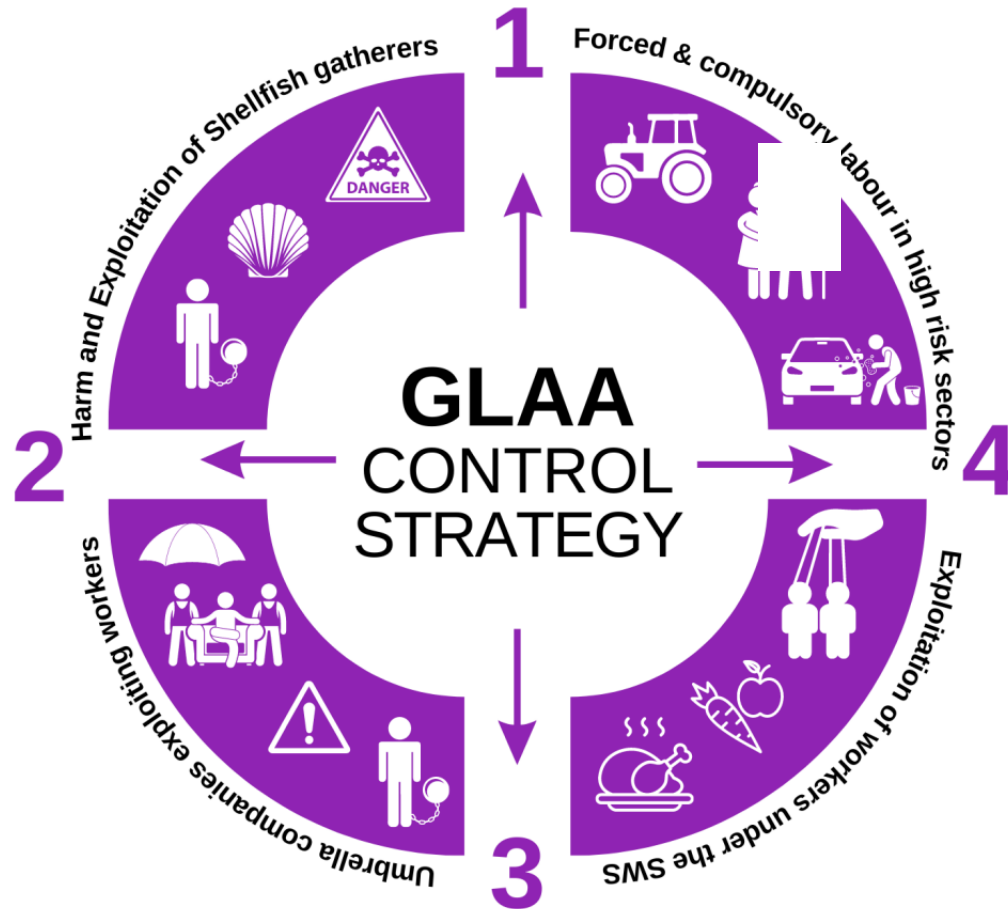 1
Forced & compulsory labour in high risk sectors
Harm and Exploitation of Shellfish gatherers
DANGER
GLAA
CONTROL
STRATEGY
2
4
Umbrella companies exploiting workers
Exploitation of workers under the SWS
3